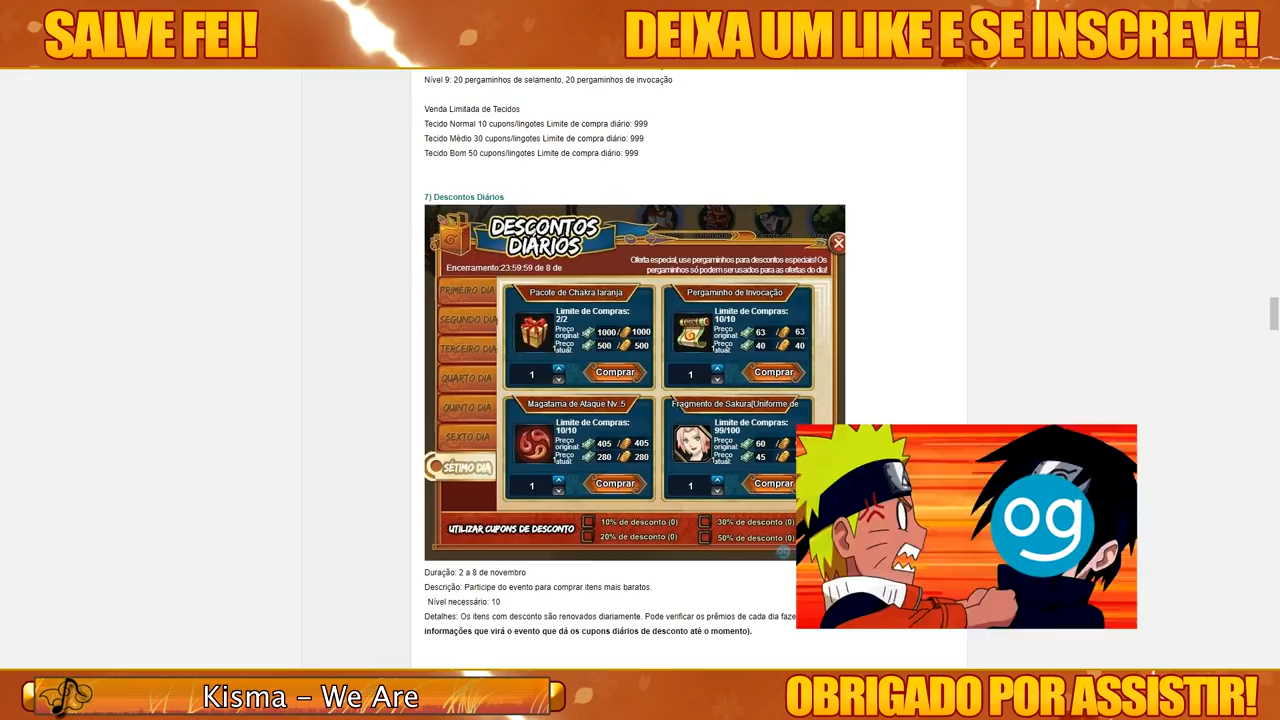 SALVE FEI!
DEIXA UM LIKE E SE INSCREVE!
Nível 9: 20 pergaminhos de selamento, 20 pergaminhos de invocação
Venda Limitada de Tecidos
Tecido Normal 10 cupons/lingotes Limite de compra diário: 999
Tecido Mèdio 30 cupons/lingotes Limite de compra diário: 999
Tecido Bom 50 cupons/lingotes Limite de compra diário: 999
7) Descontos Diários
DESCONTOS
DIÁRIOS
Encerramento:23:59:59 de 8 de
Oferta especial, use pergaminhos para descontos especiais! Os
pergaminhos só podem ser usados para as ofertas do dia!
PRIMEIRO DIA
SEGUNDO DIA
TERCEIRO DIA
QUARTO DIA
QUINTO DIA
SEXTO DIA
SÉTIMO DIA
Pacote de Chakra laranja
Limite de Compras:
2/2
Preço original: 1000 / 1000
Preço atual: 500 / 500
1
1 Comprar
Pergaminho de Invocação
Limite de Compras:
10/10
Preço original: 63 / 63
Preço atual: 40 / 40
1
1 Comprar
Magatama de Ataque Nv. 5
Limite de Compras:
10/10
Preço original: 405 / 405
Preço atual: 280 / 280
1 Comprar
Fragmento de Sakura[Uniforme de
Limite de Compras:
99/100
Preço original: 60 /
Preço atual: 45 /
1 Comprar
UTILIZAR CUPONS DE DESCONTO
10% de desconto (0)
30% de desconto (0)
20% de desconto (0)
50% de desconto (0)
og
Duração: 2 a 8 de novembro
Descrição: Participe do evento para comprar itens mais baratos.
Nível necessário: 10
Detalhes: Os itens com desconto são renovados diariamente. Pode verificar os prêmios de cada dia faze
informações que virá o evento que dá os cupons diários de desconto até o momento).
Kisma – We Are
OBRIGADO POR ASSISTIR!